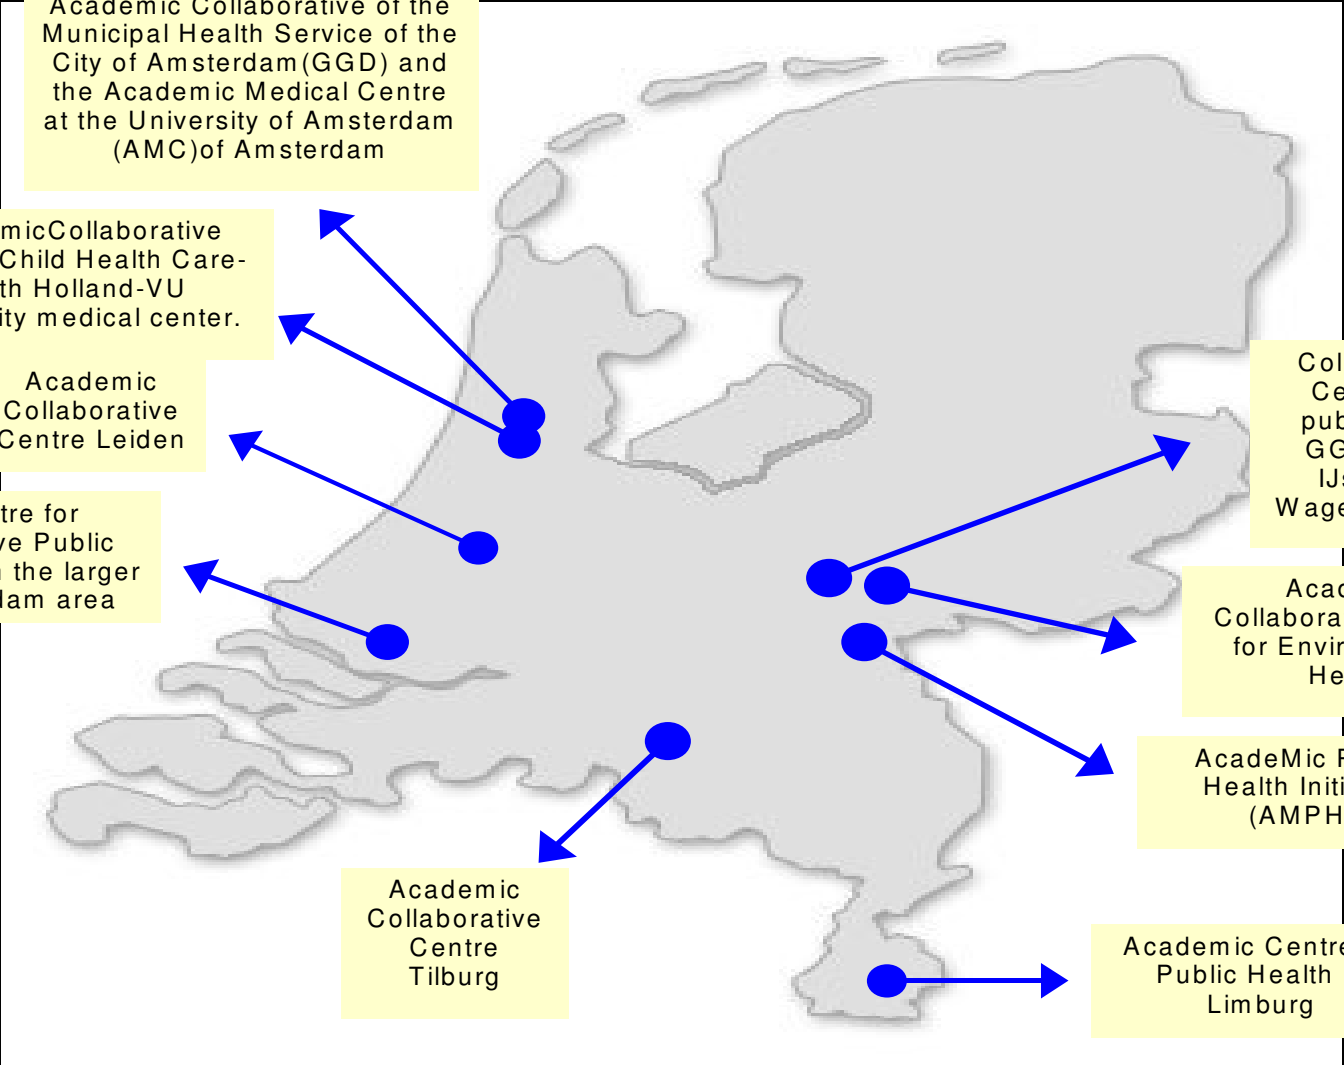 Academic Collaborative of the
Municipal Health Service of the
City of Amsterdam(GGD) and
the Academic Medical Centre
at the University of Amsterdam
(AMC)of Amsterdam
micCollaborative
Child Health Care-
th Holland-VU
ity medical center.
Academic
Collaborative
Centre Leiden
tre for
ve Public
the larger
dam area
Academic
Collaborative
Centre
Tilburg
Col
Ce
pub
GG
IJs
Wage
Acad
Collabora
for Envir
He
AcadeMic P
Health Initi
(AMPH
Academic Centre
Public Health
Limburg